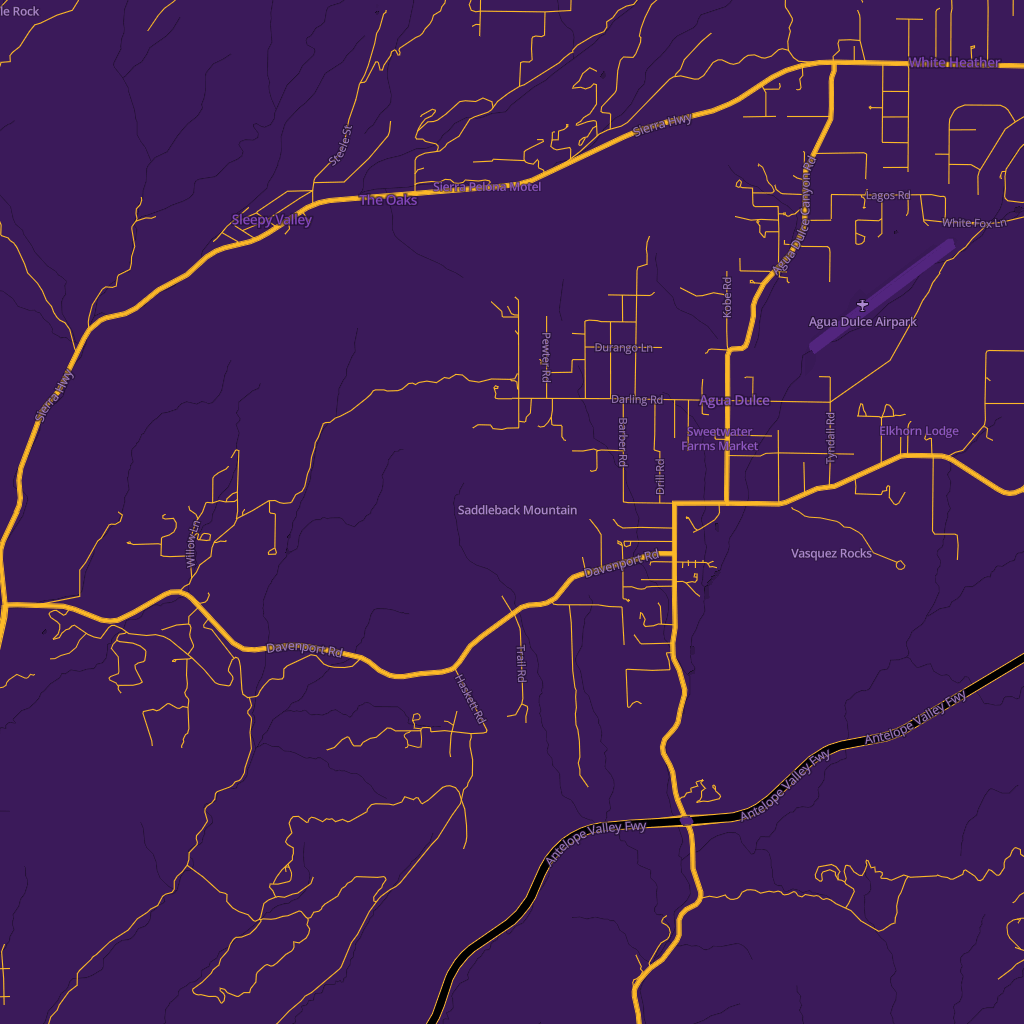 le Rock
White Heather
Sierra Hwy
Steele St
Sierra Pelona Motel
The Oaks
Sleepy Valley
Agua Dulce Canyon Rd
Lagos Rd
White Fox Ln
Kobe Rd
Agua Dulce Airpark
Pewter Rd
Durango Ln
Sierra Hwy
Darling Rd
Agua Dulce
Barber Rd
Sweetwater
Farms Market
Tyndall Rd
Elkhorn Lodge
Drill Rd
Saddleback Mountain
Willow Ln
Vasquez Rocks
Davenport Rd
Davenport Rd
Trail Rd
Haskett Rd
Antelope Valley Fwy
Antelope Valley Fwy
Antelope Valley Fwy